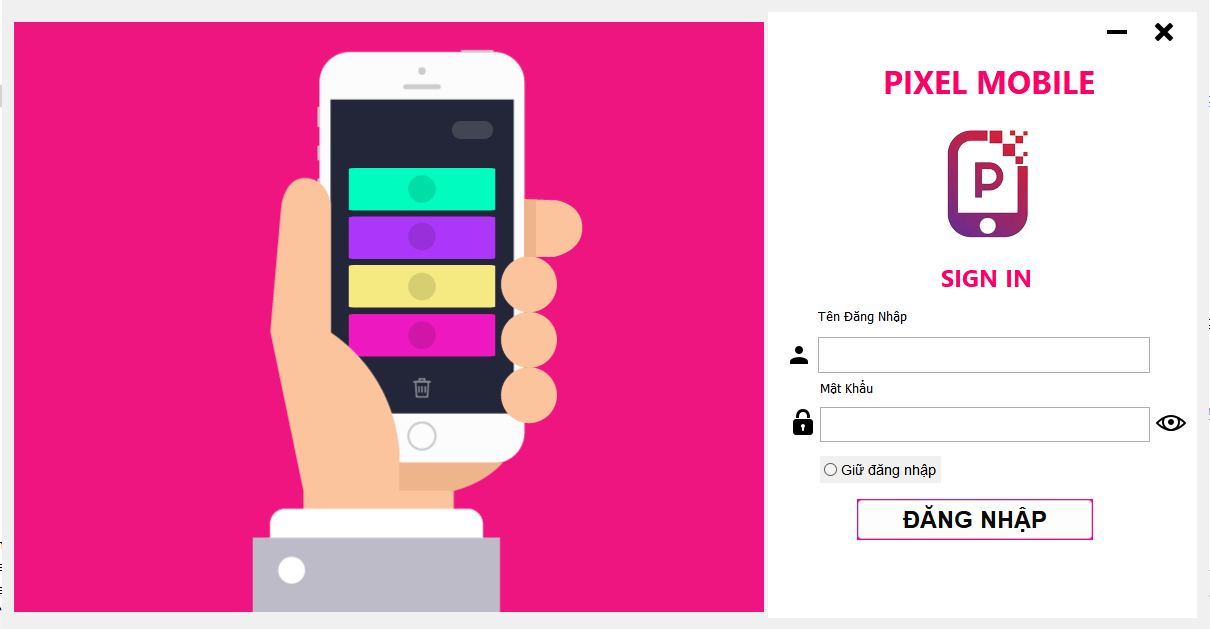 PIXEL MOBILE
P
SIGN IN
Tên Đăng Nhập
Mật Khẩu
Giữ đăng nhập
ĐĂNG NHẬP